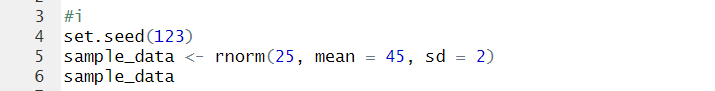 3 #i
4 set.seed(123)
5 sample_data <- rnorm(25, mean = 45, sd = 2)
6 sample_data